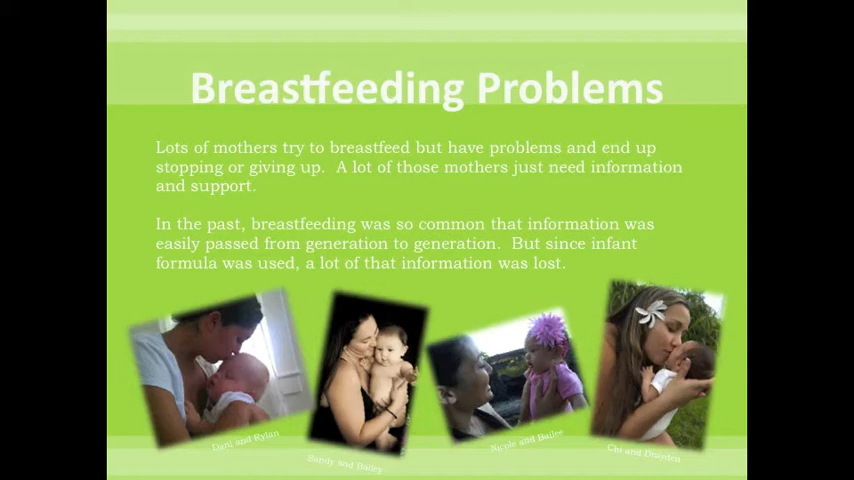 Breastfeeding Problems
Lots of mothers try to breastfeed but have problems and end up
stopping or giving up.  A lot of those mothers just need information
and support.
In the past, breastfeeding was so common that information was
easily passed from generation to generation.  But since infant
formula was used, a lot of that information was lost.
Dani and Rylan
Sandy and Bailey
Nicole and Bailee
Chi and Drayden